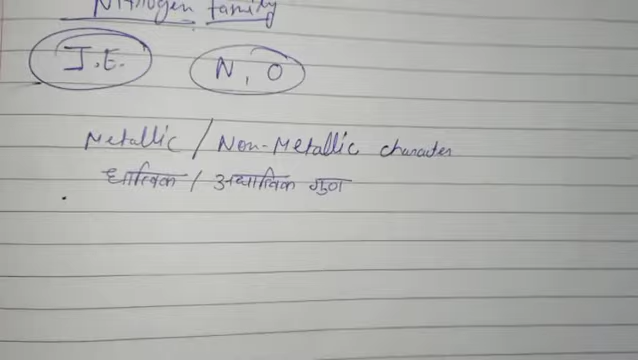 Nitrogen family
I.E.
N, O
Metallic / Non-Metallic character
धात्विक / अधात्विक गुण